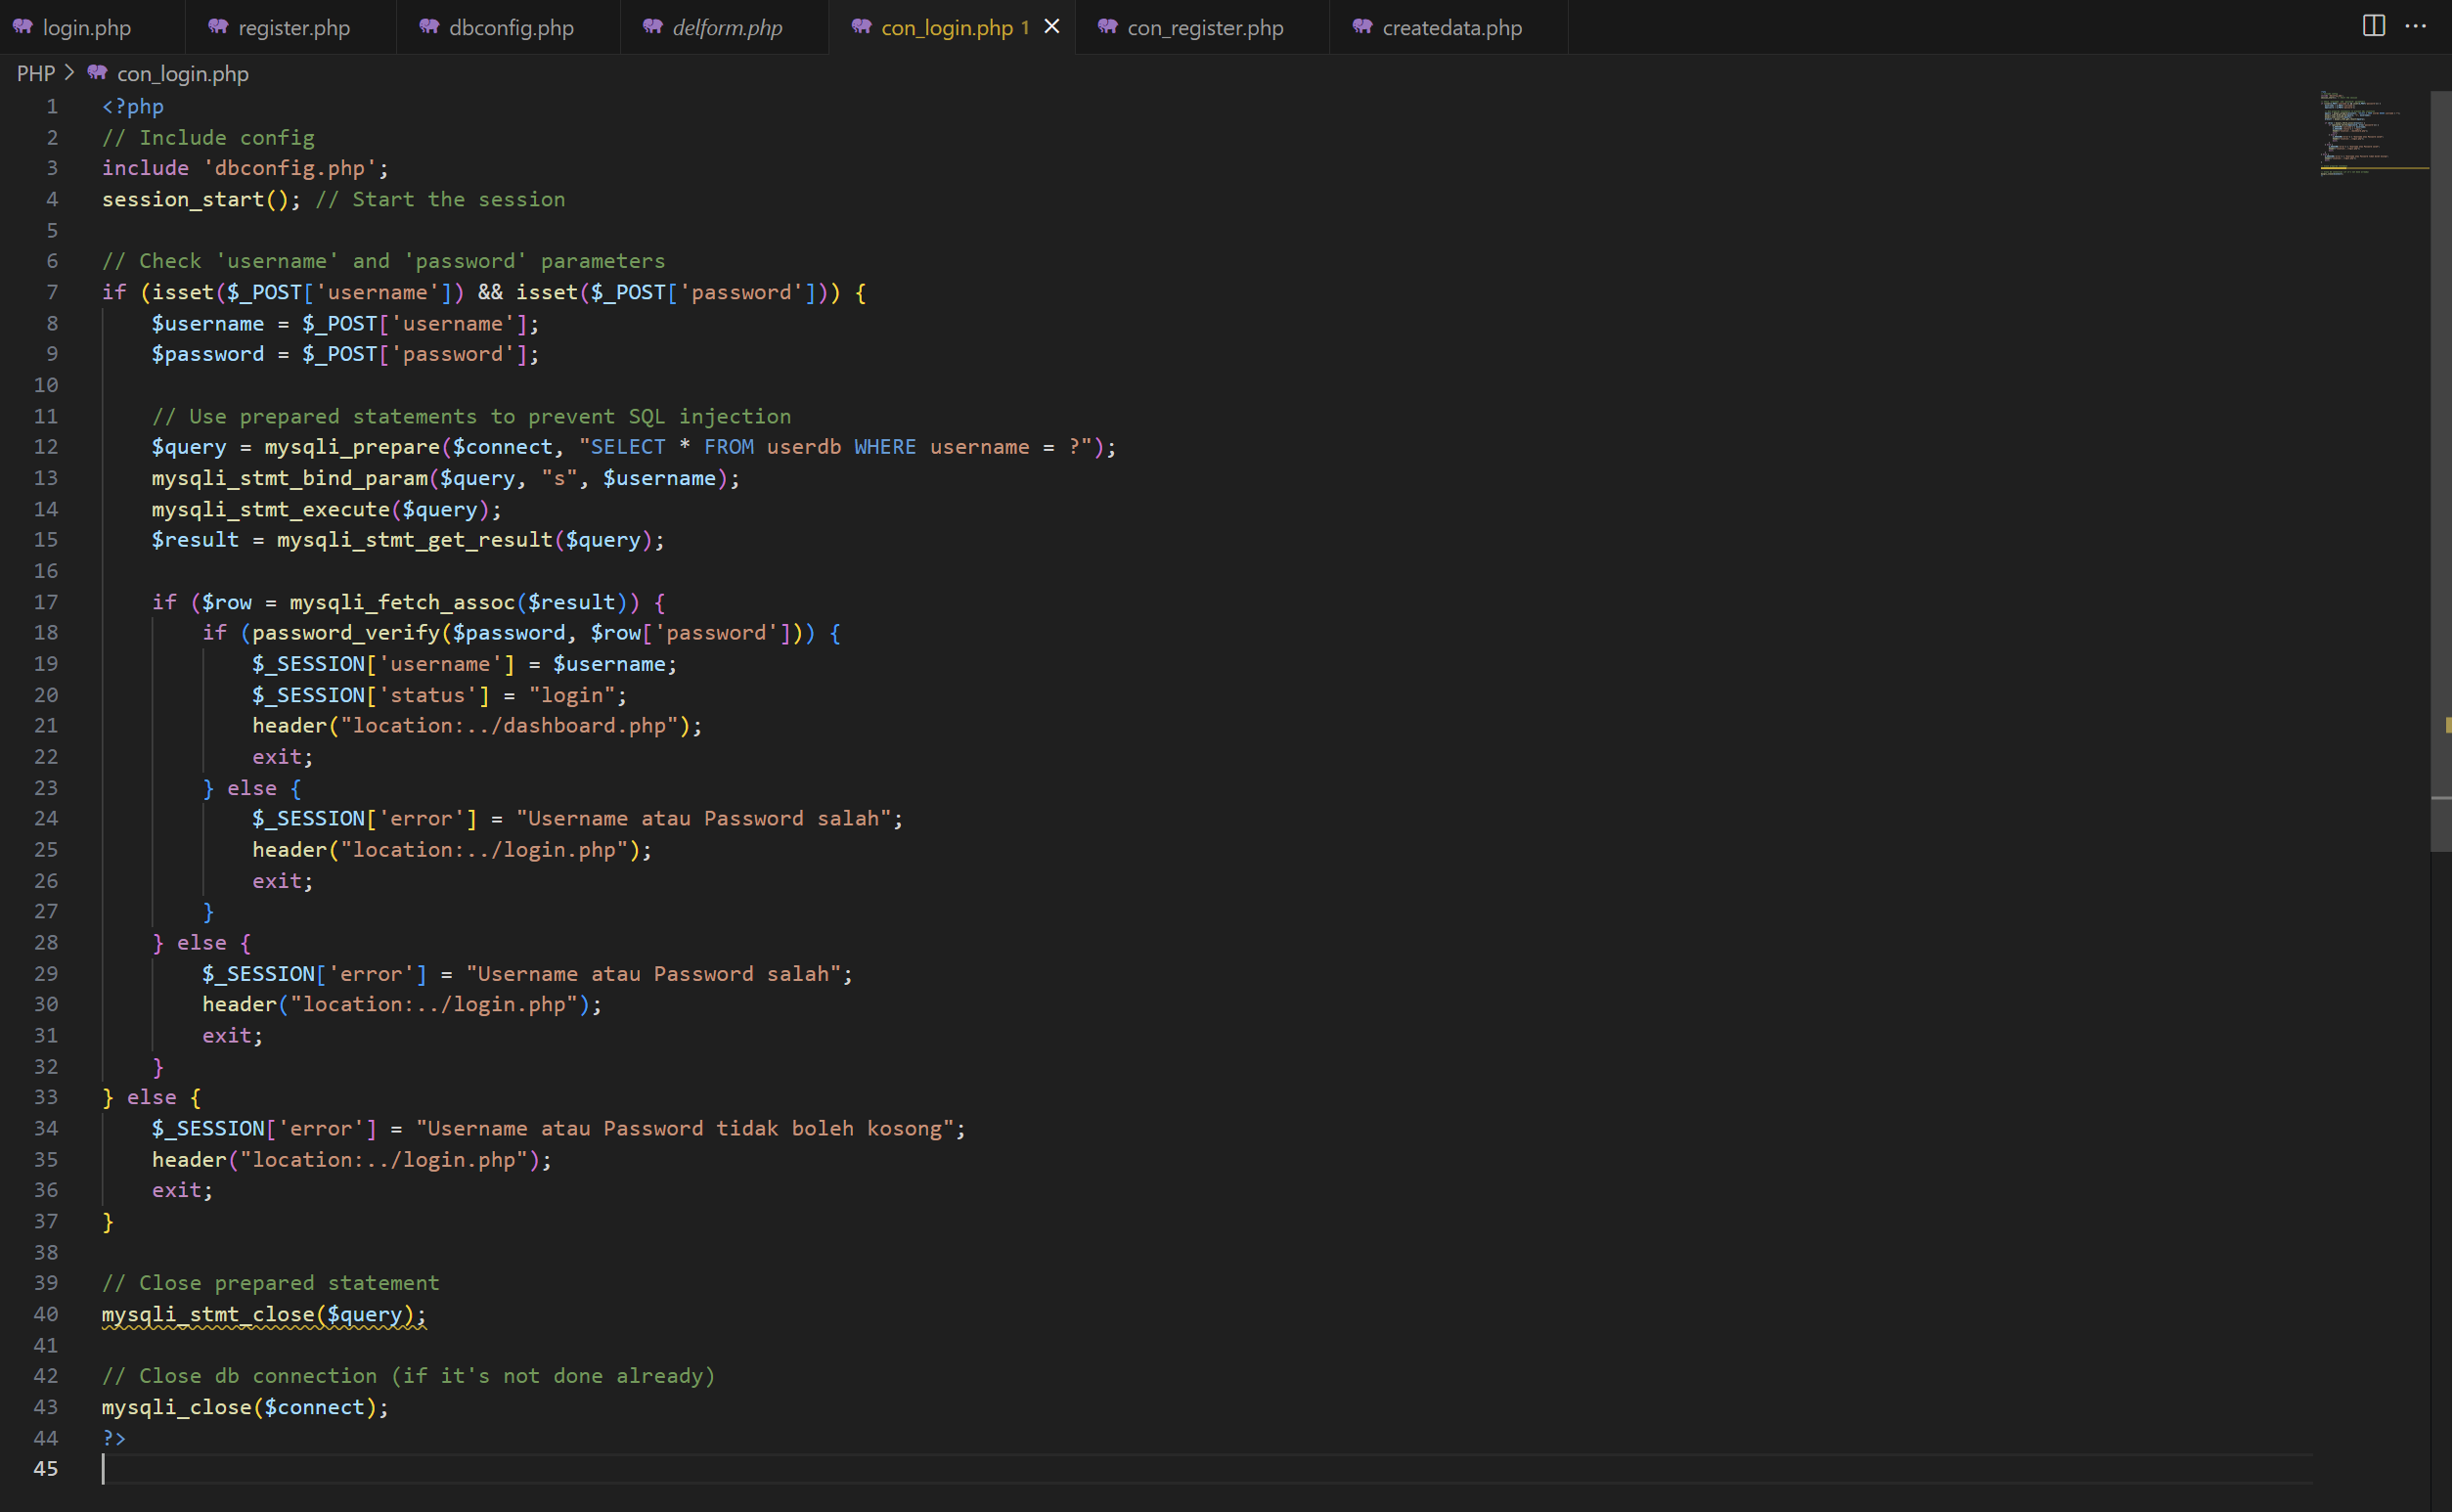 login.php register.php dbconfig.php delform.php con_login.php 1 con_register.php createdata.php
PHP > con_login.php
1 <?php
2 // Include config
3 include 'dbconfig.php';
4 session_start(); // Start the session
5
6 // Check 'username' and 'password' parameters
7 if (isset($_POST['username']) && isset($_POST['password'])) {
8     $username = $_POST['username'];
9     $password = $_POST['password'];
10
11     // Use prepared statements to prevent SQL injection
12     $query = mysqli_prepare($connect, "SELECT * FROM userdb WHERE username = ?");
13     mysqli_stmt_bind_param($query, "s", $username);
14     mysqli_stmt_execute($query);
15     $result = mysqli_stmt_get_result($query);
16
17     if ($row = mysqli_fetch_assoc($result)) {
18         if (password_verify($password, $row['password'])) {
19             $_SESSION['username'] = $username;
20             $_SESSION['status'] = "login";
21             header("location:../dashboard.php");
22             exit;
23         } else {
24             $_SESSION['error'] = "Username atau Password salah";
25             header("location:../login.php");
26             exit;
27         }
28     } else {
29         $_SESSION['error'] = "Username atau Password salah";
30         header("location:../login.php");
31         exit;
32     }
33 } else {
34     $_SESSION['error'] = "Username atau Password tidak boleh kosong";
35     header("location:../login.php");
36     exit;
37 }
38
39 // Close prepared statement
40 mysqli_stmt_close($query);
41
42 // Close db connection (if it's not done already)
43 mysqli_close($connect);
44 ?>
45